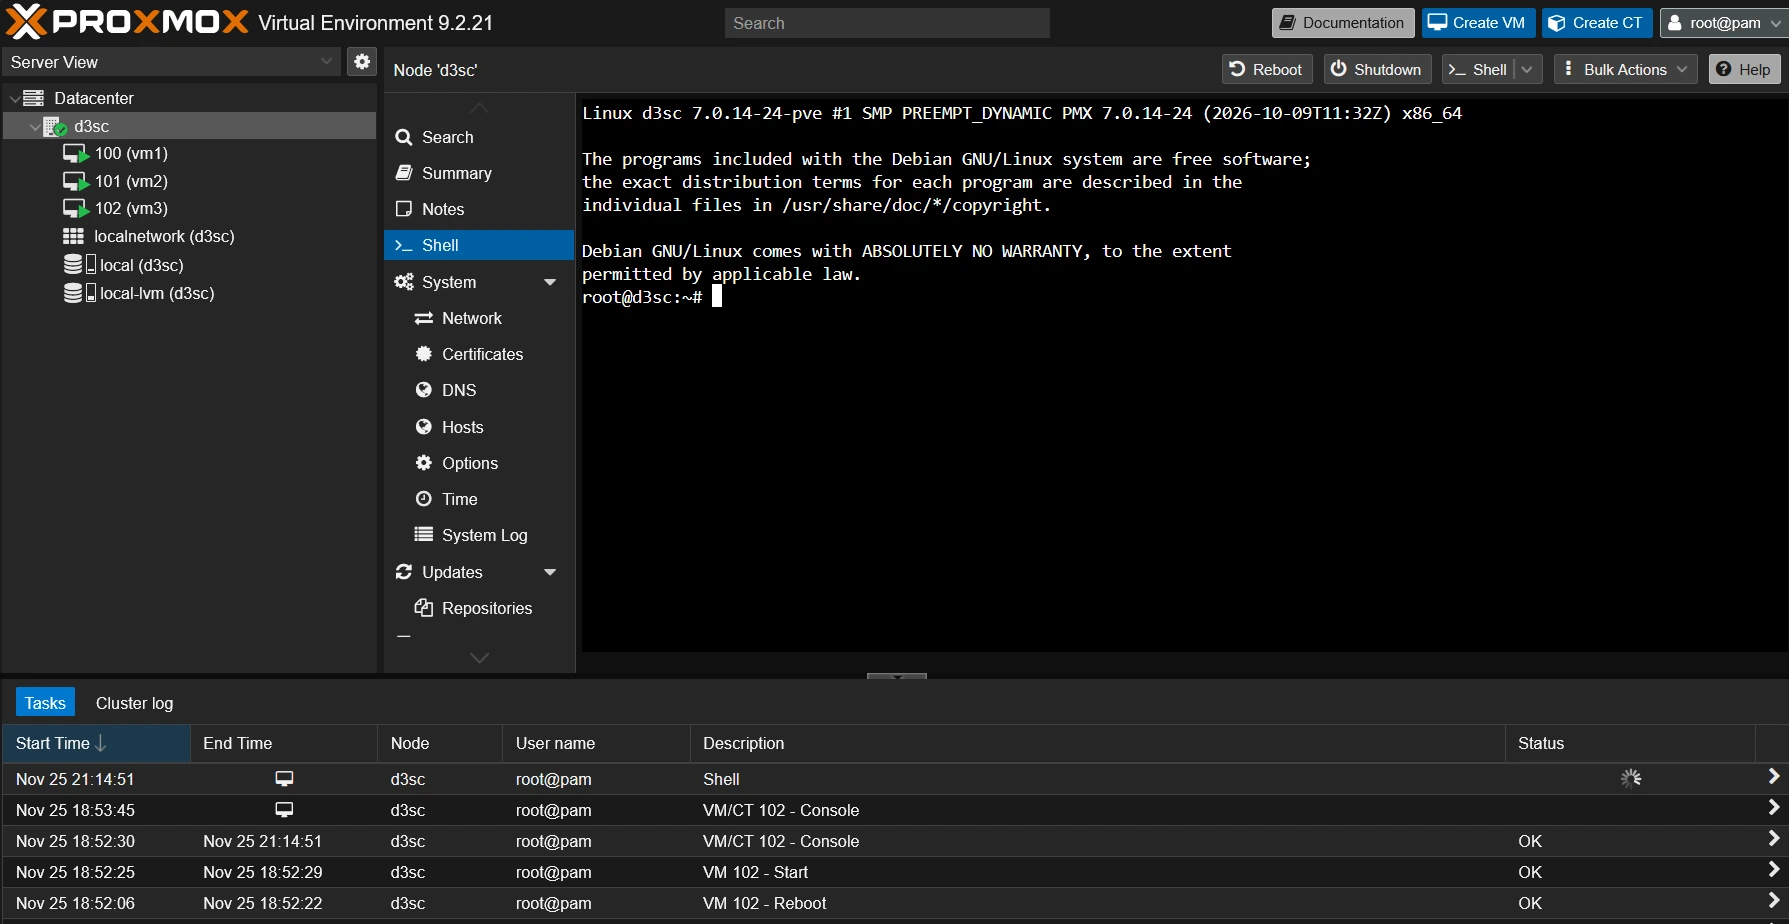 PROXMOX Virtual Environment 9.2.21
Search
Documentation
Create VM
Create CT
root@pam
Server View
Datacenter
d3sc
100 (vm1)
101 (vm2)
102 (vm3)
localnetwork (d3sc)
local (d3sc)
local-lvm (d3sc)
Node 'd3sc'
Reboot
Shutdown
Shell
Bulk Actions
Help
Search
Summary
Notes
Shell
System
Network
Certificates
DNS
Hosts
Options
Time
System Log
Updates
Repositories
Linux d3sc 7.0.14-24-pve #1 SMP PREEMPT_DYNAMIC PMX 7.0.14-24 (2026-10-09T11:32Z) x86_64
The programs included with the Debian GNU/Linux system are free software;
the exact distribution terms for each program are described in the
individual files in /usr/share/doc/*/copyright.
Debian GNU/Linux comes with ABSOLUTELY NO WARRANTY, to the extent
permitted by applicable law.
root@d3sc:~#
Tasks
Cluster log
Start Time End Time Node User name Description Status
Nov 25 21:14:51 d3sc root@pam Shell
Nov 25 18:53:45 d3sc root@pam VM/CT 102 - Console
Nov 25 18:52:30 Nov 25 21:14:51 d3sc root@pam VM/CT 102 - Console OK
Nov 25 18:52:25 Nov 25 18:52:29 d3sc root@pam VM 102 - Start OK
Nov 25 18:52:06 Nov 25 18:52:22 d3sc root@pam VM 102 - Reboot OK